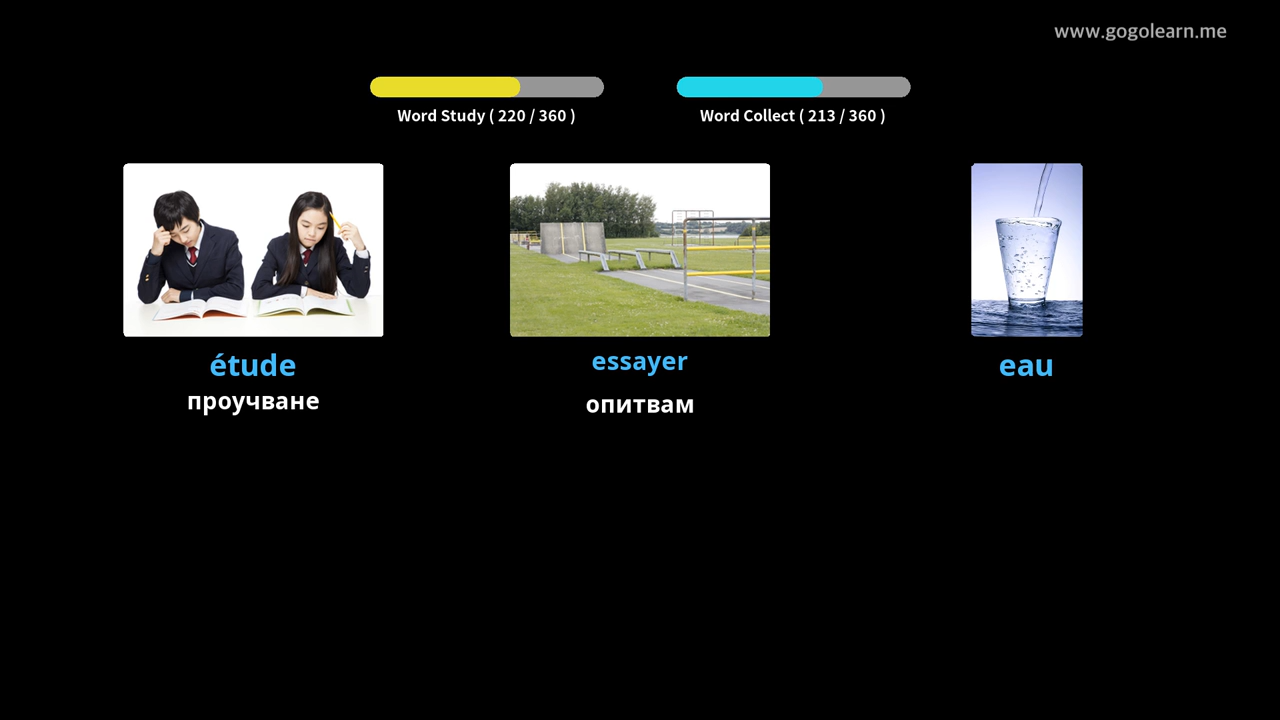 www.gogolearn.me
Word Study ( 220 / 360 )
Word Collect ( 213 / 360 )
étude
проучване
essayer
опитвам
eau